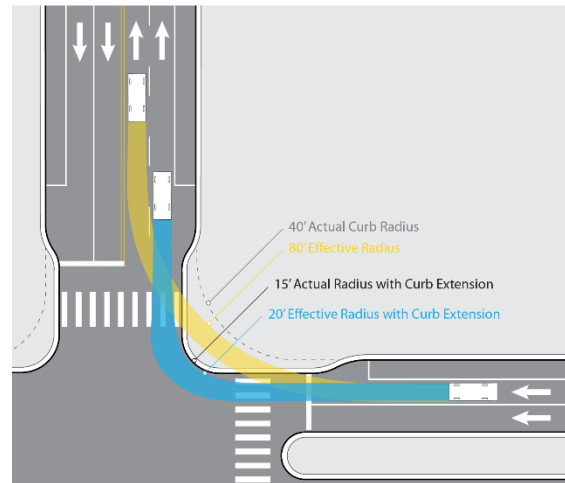 40' Actual Curb Radius
80' Effective Radius
15' Actual Radius with Curb Extension
20' Effective Radius with Curb Extension